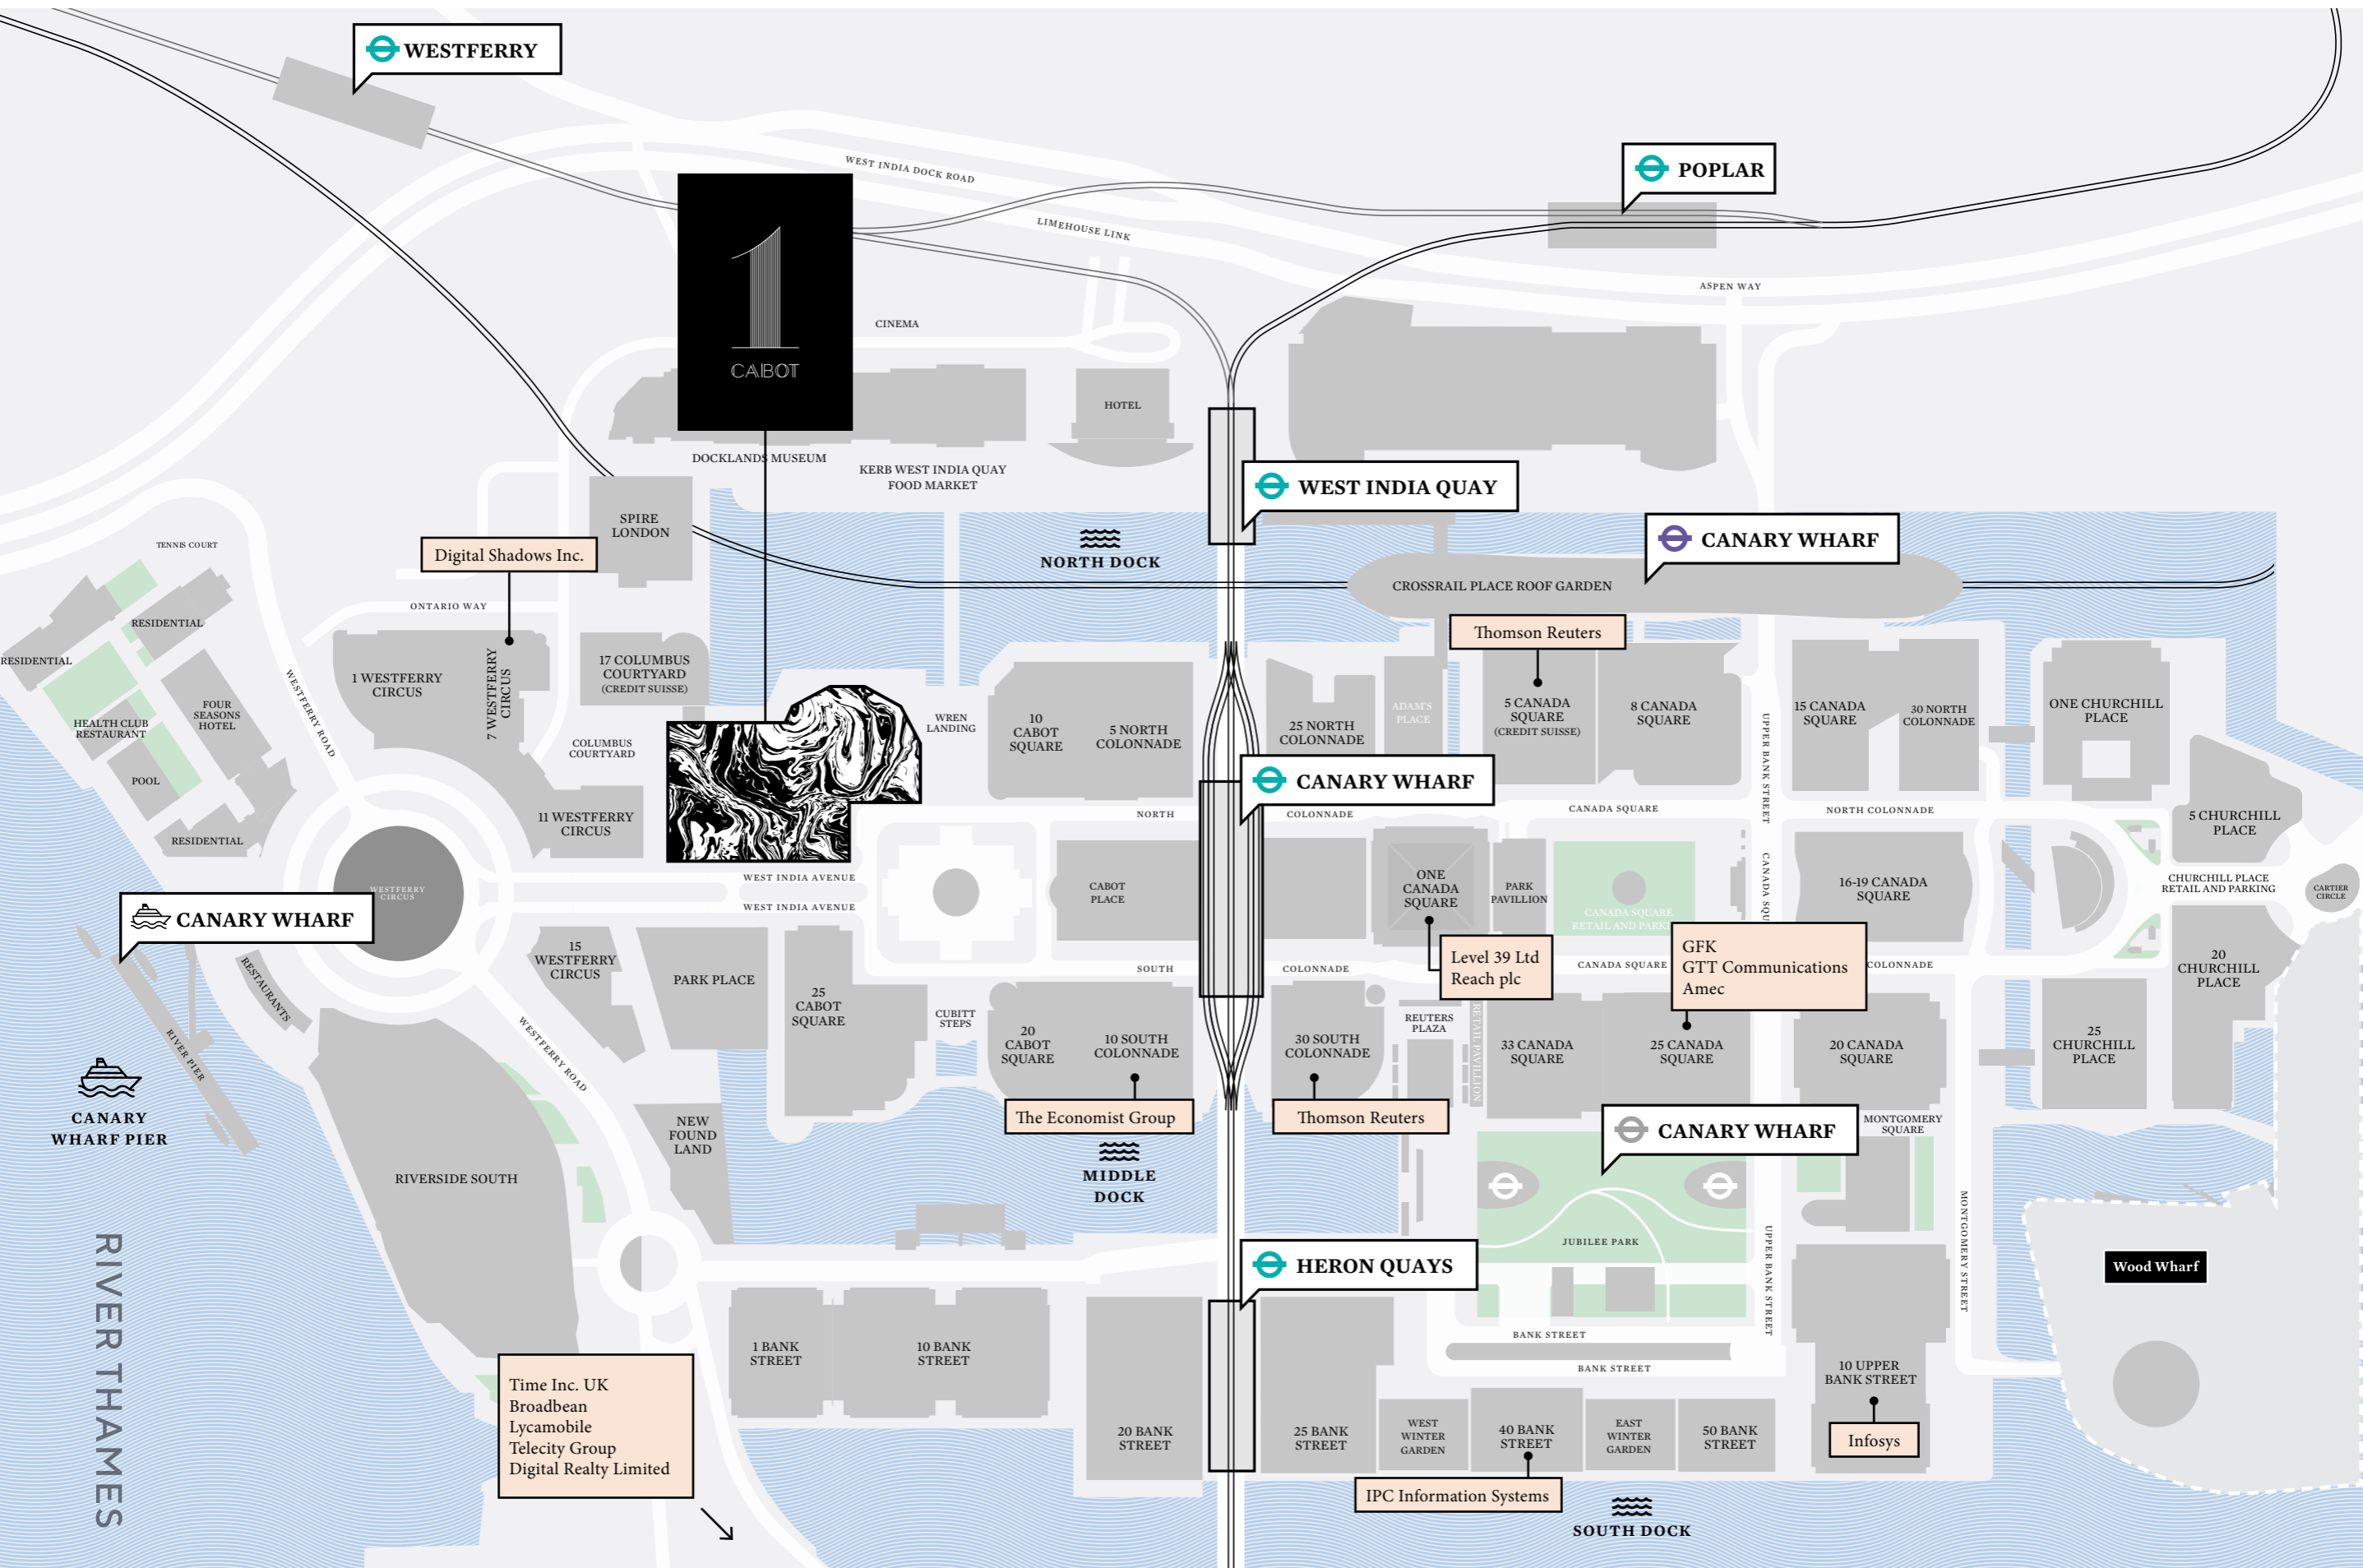 WESTFERRY
WEST INDIA DOCK ROAD
POPLAR
LIMEHOUSE LINK
ASPEN WAY
1
CABOT
CINEMA
HOTEL
DOCKLANDS MUSEUM
KERB WEST INDIA QUAY
FOOD MARKET
WEST INDIA QUAY
SPIRE
LONDON
NORTH DOCK
CANARY WHARF
CROSSRAIL PLACE ROOF GARDEN
TENNIS COURT
Digital Shadows Inc.
ONTARIO WAY
RESIDENTIAL
RESIDENTIAL
HEALTH CLUB
RESTAURANT
FOUR
SEASONS
HOTEL
POOL
RESIDENTIAL
WESTFERRY ROAD
1 WESTFERRY
CIRCUS
7 WESTFERRY
CIRCUS
17 COLUMBUS
COURTYARD
(CREDIT SUISSE)
COLUMBUS
COURTYARD
11 WESTFERRY
CIRCUS
WREN
LANDING
10
CABOT
SQUARE
5 NORTH
COLONNADE
25 NORTH
COLONNADE
ADAM'S
PLACE
Thomson Reuters
5 CANADA
SQUARE
(CREDIT SUISSE)
8 CANADA
SQUARE
UPPER BANK STREET
15 CANADA
SQUARE
30 NORTH
COLONNADE
ONE CHURCHILL
PLACE
5 CHURCHILL
PLACE
CANARY WHARF
NORTH
COLONNADE
CANADA SQUARE
NORTH COLONNADE
WESTFERRY
CIRCUS
WEST INDIA AVENUE
WEST INDIA AVENUE
CABOT
PLACE
ONE
CANADA
SQUARE
PARK
PAVILLION
CANADA SQUARE
RETAIL AND PARK
CANADA SQU
16-19 CANADA
SQUARE
CHURCHILL PLACE
RETAIL AND PARKING
CARTIER
CIRCLE
CANARY WHARF
RESTAURANTS
RIVER PIER
CANARY
WHARF PIER
15
WESTFERRY
CIRCUS
PARK PLACE
25
CABOT
SQUARE
WESTFERRY ROAD
SOUTH
COLONNADE
CANADA SQUARE
COLONNADE
Level 39 Ltd
Reach plc
GFK
GTT Communications
Amec
20
CHURCHILL
PLACE
CUBITT
STEPS
20
CABOT
SQUARE
10 SOUTH
COLONNADE
30 SOUTH
COLONNADE
REUTERS
PLAZA
RETAIL PAVILLION
33 CANADA
SQUARE
25 CANADA
SQUARE
20 CANADA
SQUARE
25
CHURCHILL
PLACE
The Economist Group
Thomson Reuters
CANARY WHARF
MONTGOMERY
SQUARE
NEW
FOUND
LAND
MIDDLE
DOCK
RIVERSIDE SOUTH
RIVER THAMES
JUBILEE PARK
UPPER BANK STREET
MONTGOMERY STREET
HERON QUAYS
Wood Wharf
BANK STREET
BANK STREET
1 BANK
STREET
10 BANK
STREET
20 BANK
STREET
25 BANK
STREET
WEST
WINTER
GARDEN
40 BANK
STREET
EAST
WINTER
GARDEN
50 BANK
STREET
10 UPPER
BANK STREET
Infosys
Time Inc. UK
Broadbean
Lycamobile
Telecity Group
Digital Realty Limited
IPC Information Systems
SOUTH DOCK